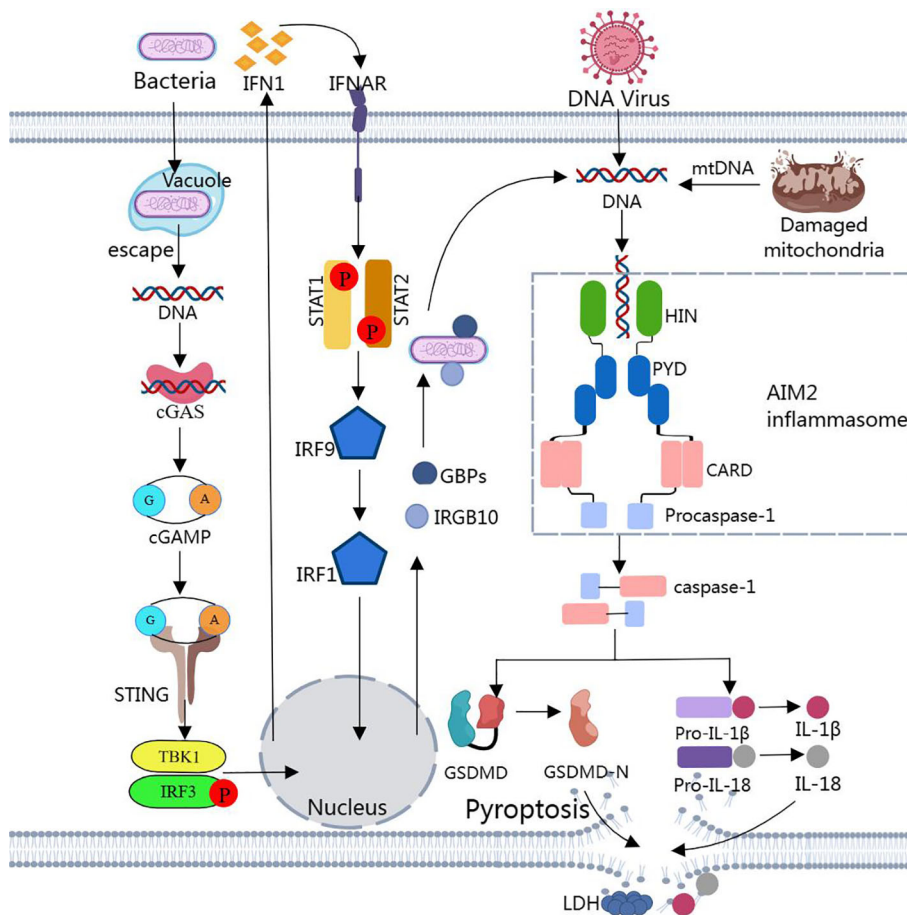 Bacteria
IFN1
IFNAR
DNA Virus
Vacuole
escape
DNA
mtDNA
DNA
Damaged
mitochondria
STAT1
P
P
STAT2
HIN
PYD
AIM2
inflammasome
cGAS
IRF9
GBPs
CARD
G
A
cGAMP
IRGB10
Procaspase-1
IRF1
caspase-1
G
A
STING
TBK1
IRF3
P
Nucleus
GSDMD
GSDMD-N
Pro-IL-1β
IL-1β
Pro-IL-18
IL-18
Pyroptosis
LDH